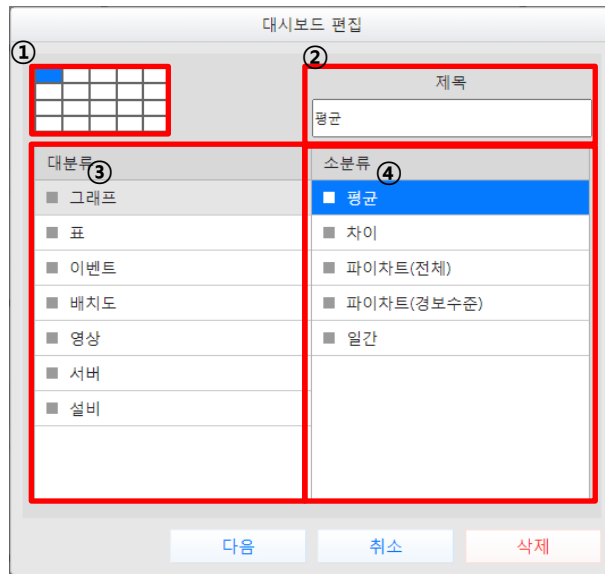 대시보드 편집
①
②
제목
평균
대분류
③
소분류
④
그래프
평균
표
차이
이벤트
파이차트(전체)
배치도
파이차트(경보수준)
영상
일간
서버
설비
다음
취소
삭제